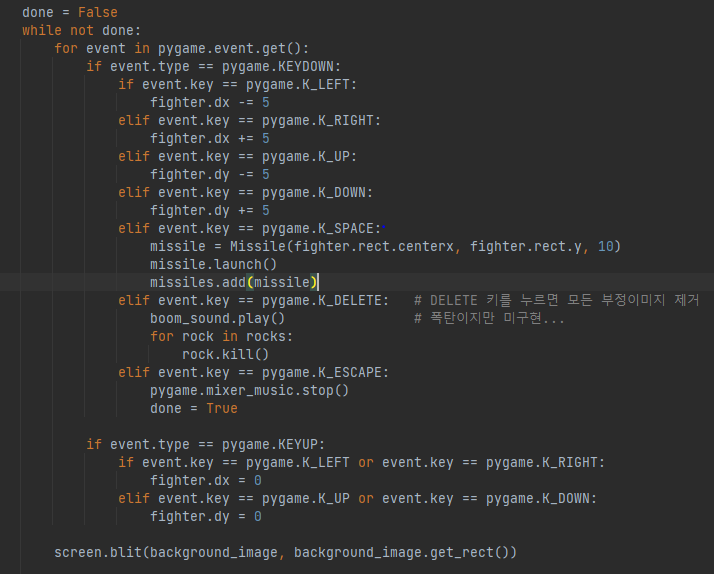 done = False
while not done:
    for event in pygame.event.get():
        if event.type == pygame.KEYDOWN:
            if event.key == pygame.K_LEFT:
                fighter.dx -= 5
            elif event.key == pygame.K_RIGHT:
                fighter.dx += 5
            elif event.key == pygame.K_UP:
                fighter.dy -= 5
            elif event.key == pygame.K_DOWN:
                fighter.dy += 5
            elif event.key == pygame.K_SPACE:
                missile = Missile(fighter.rect.centerx, fighter.rect.y, 10)
                missile.launch()
                missiles.add(missile)
            elif event.key == pygame.K_DELETE:   # DELETE 키를 누르면 모든 부정이미지 제거
                boom_sound.play()                # 폭탄이지만 미구현...
                for rock in rocks:
                    rock.kill()
            elif event.key == pygame.K_ESCAPE:
                pygame.mixer_music.stop()
                done = True

        if event.type == pygame.KEYUP:
            if event.key == pygame.K_LEFT or event.key == pygame.K_RIGHT:
                fighter.dx = 0
            elif event.key == pygame.K_UP or event.key == pygame.K_DOWN:
                fighter.dy = 0

    screen.blit(background_image, background_image.get_rect())